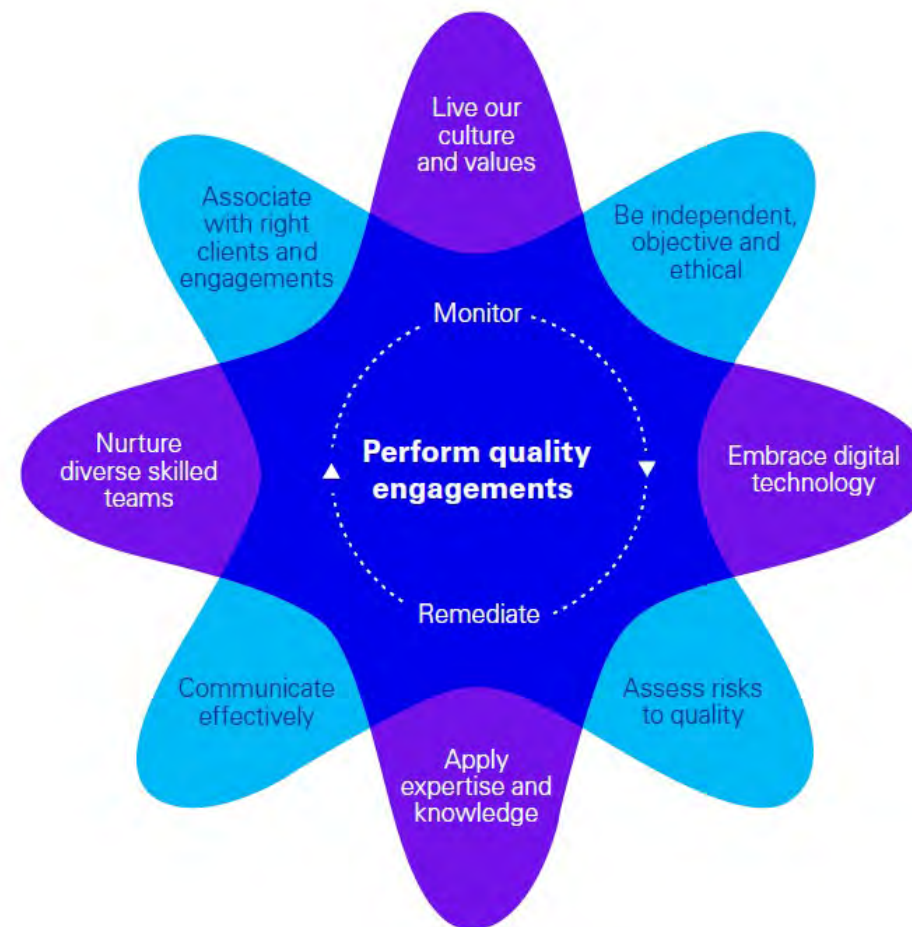 Live our
culture
and values
Be independent,
objective and
ethical
Embrace digital
technology
Assess risks
to quality
Apply
expertise and
knowledge
Communicate
effectively
Nurture
diverse skilled
teams
Associate
with right
clients and
engagements
Monitor
Perform quality
engagements
Remediate